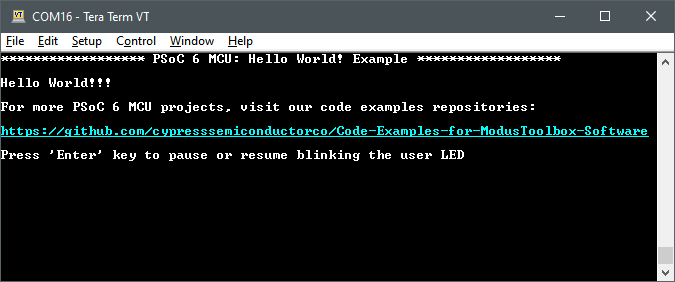 COM16 - Tera Term VT
File Edit Setup Control Window Help
****************** PSoC 6 MCU: Hello World! Example ******************
Hello World!!!
For more PSoC 6 MCU projects, visit our code examples repositories:
https://github.com/cypresssemiconductorco/Code-Examples-for-ModusToolbox-Software
Press 'Enter' key to pause or resume blinking the user LED